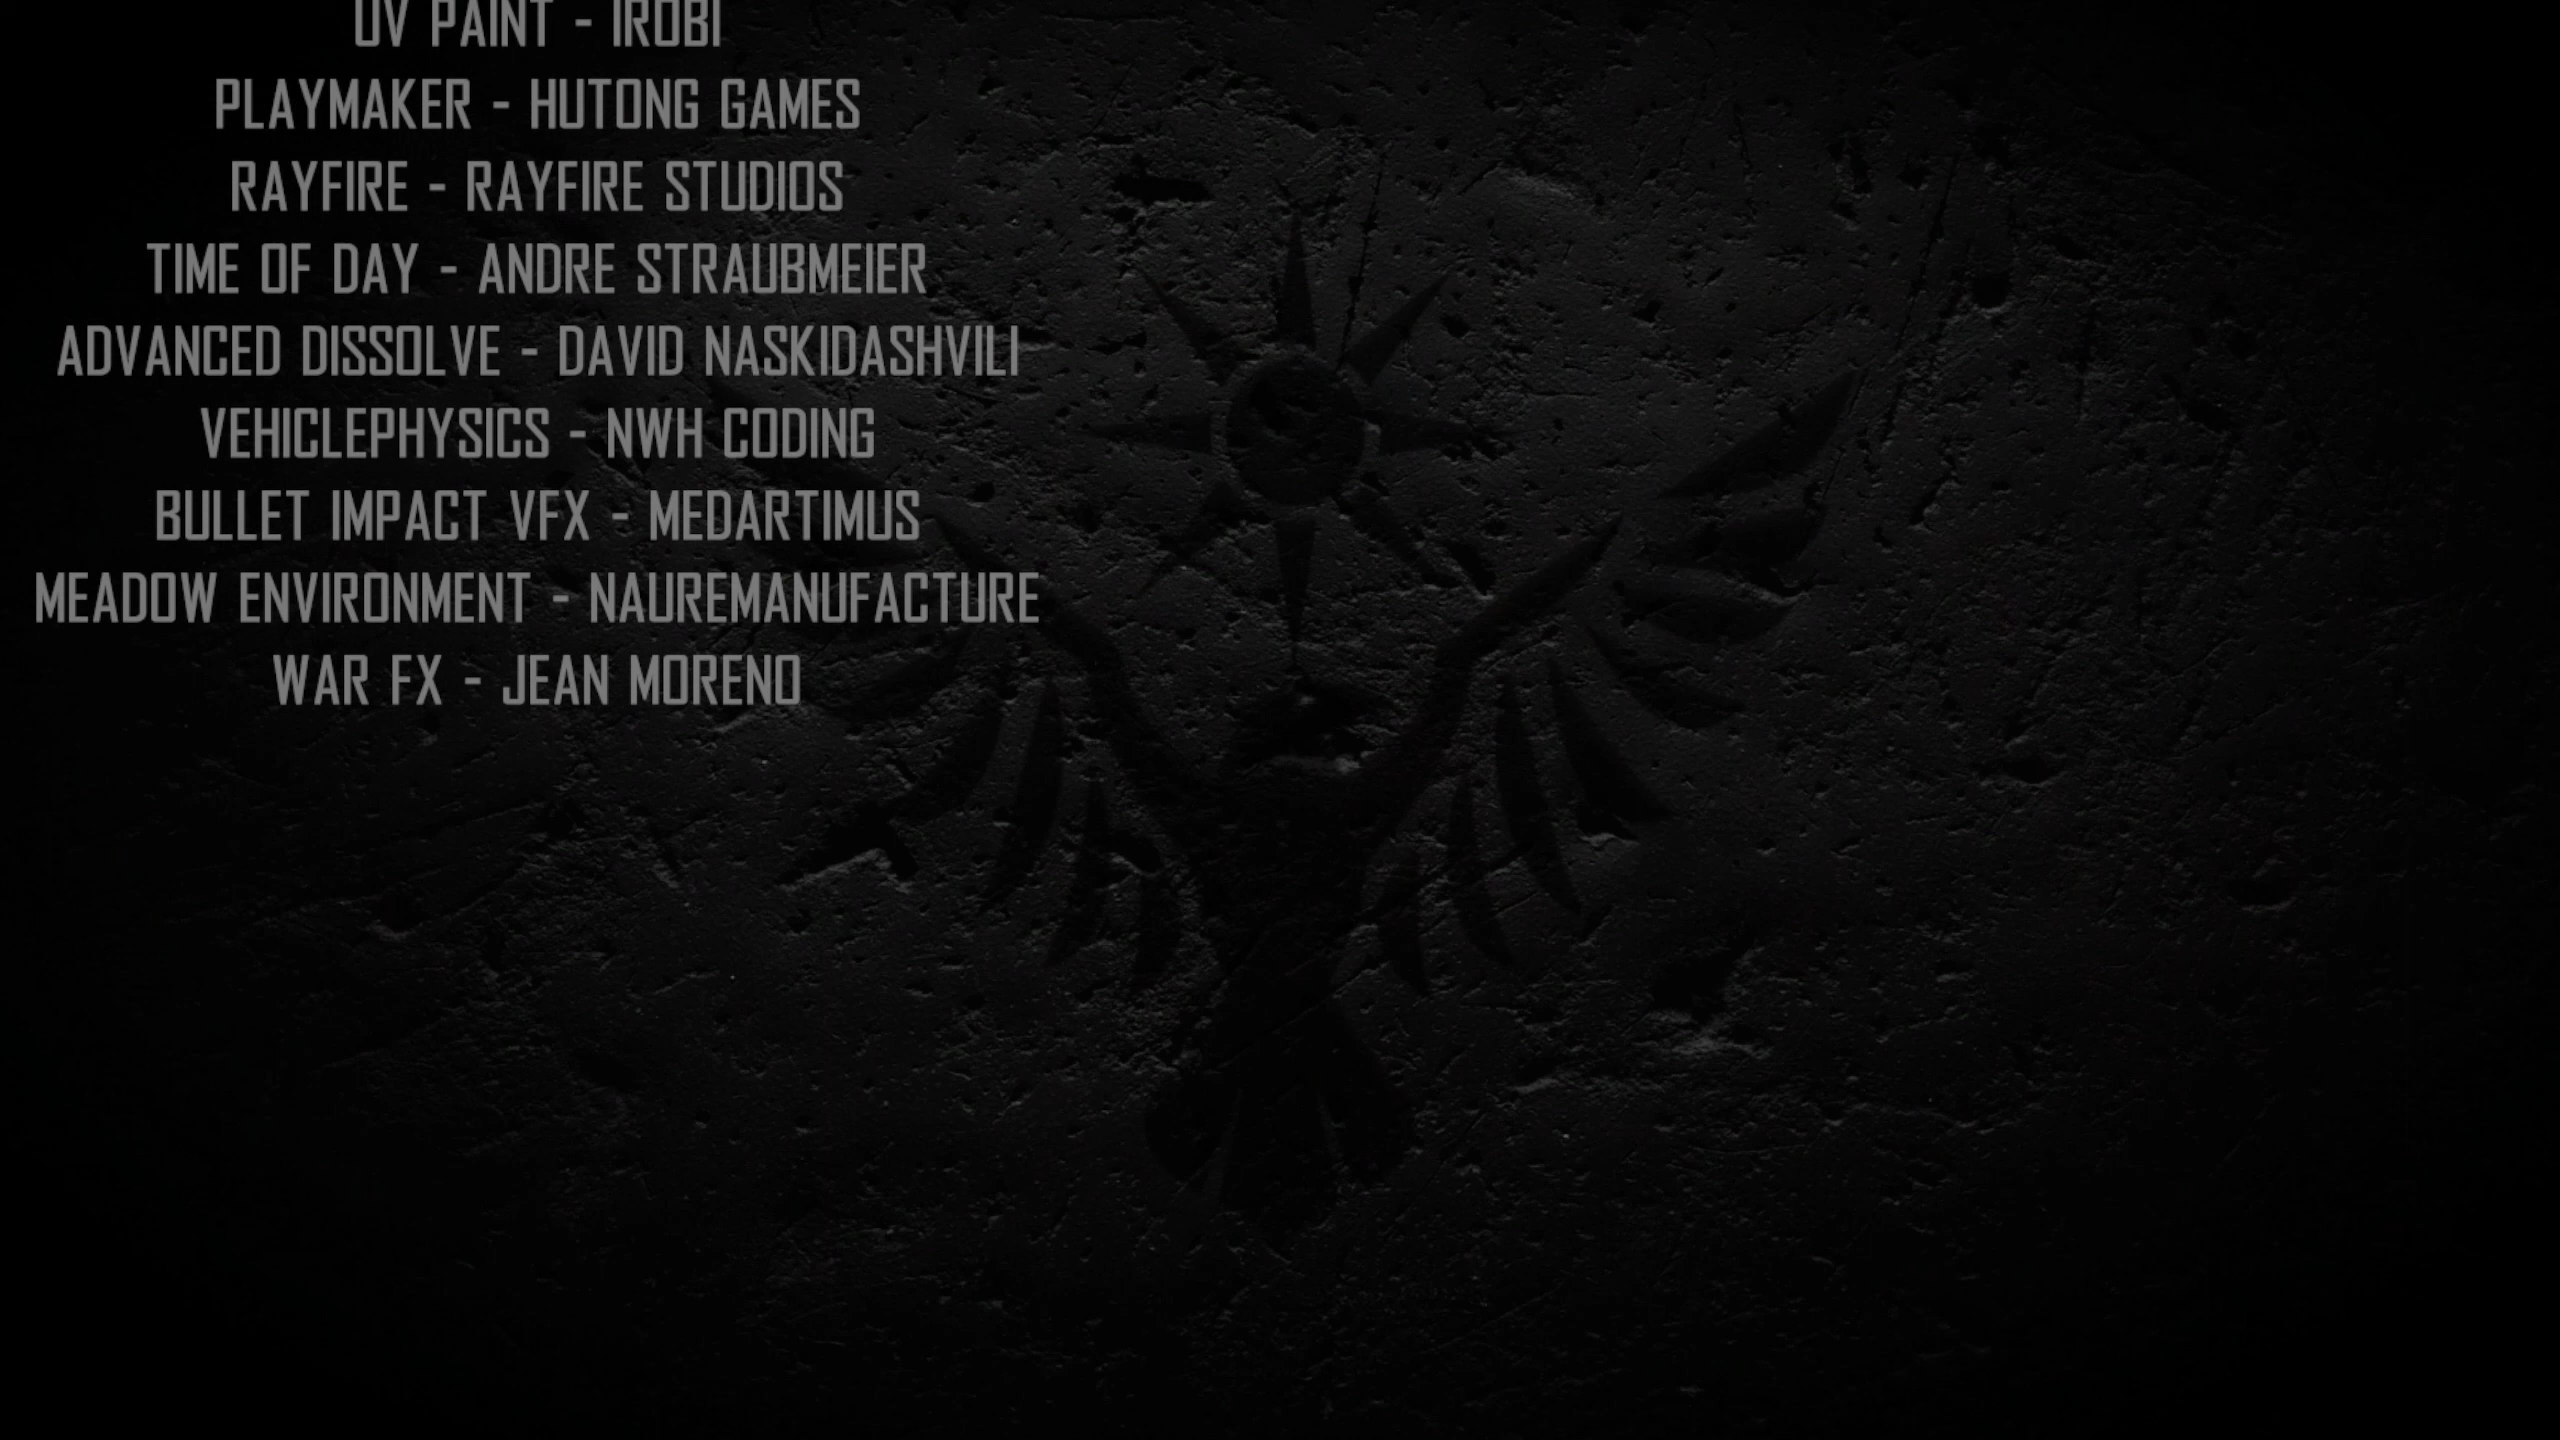 UV PAINT - IROBI
PLAYMAKER - HUTONG GAMES
RAYFIRE - RAYFIRE STUDIOS
TIME OF DAY - ANDRE STRAUBMEIER
ADVANCED DISSOLVE - DAVID NASKIDASHVILI
VEHICLEPHYSICS - NWH CODING
BULLET IMPACT VFX - MEDARTIMUS
MEADOW ENVIRONMENT - NAUREMANUFACTURE
WAR FX - JEAN MORENO